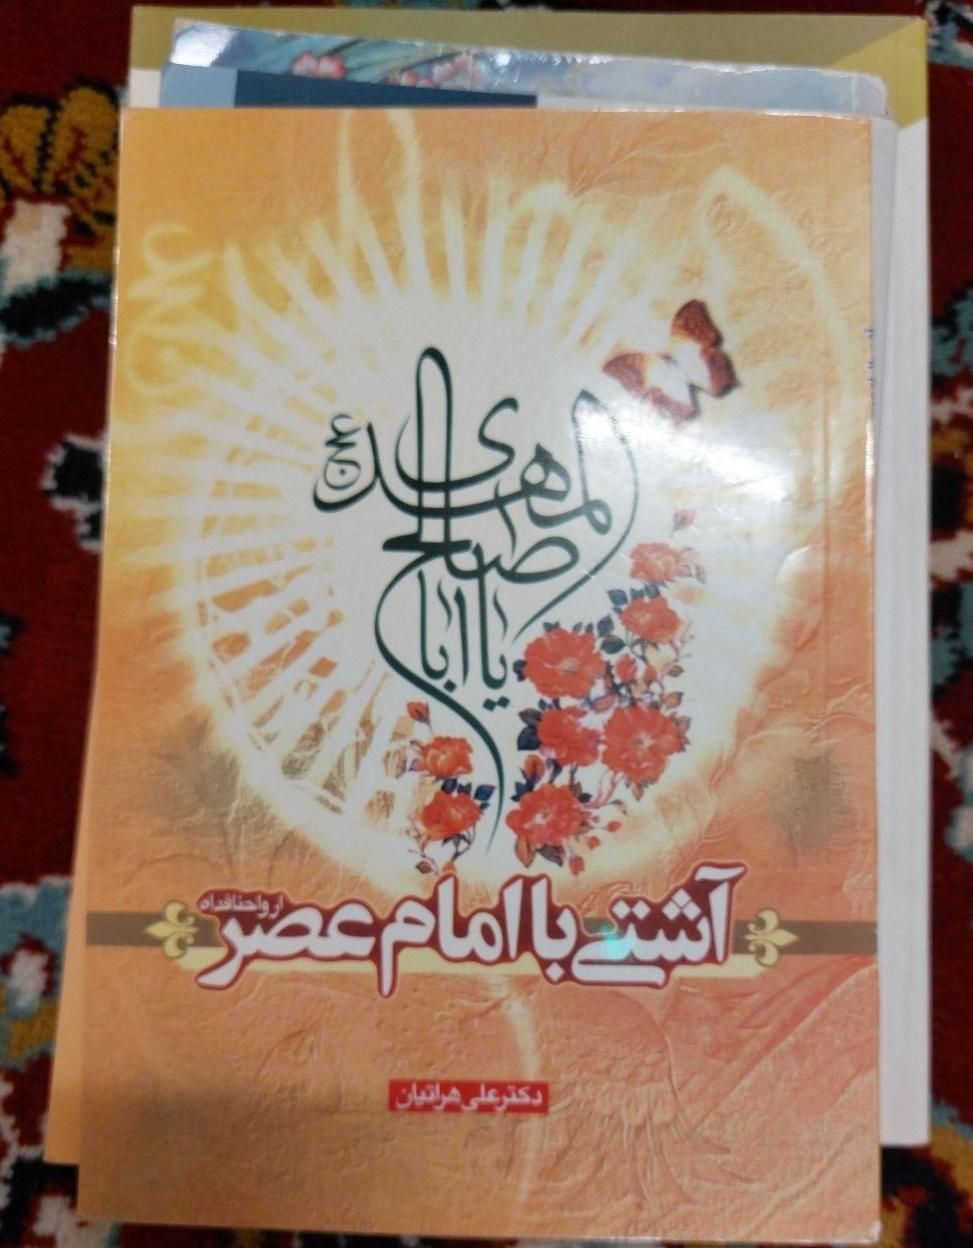 یا اباصالح المهدی عج
آشتی با امام عصر ارواحنافداه
دکتر علی هراتیان